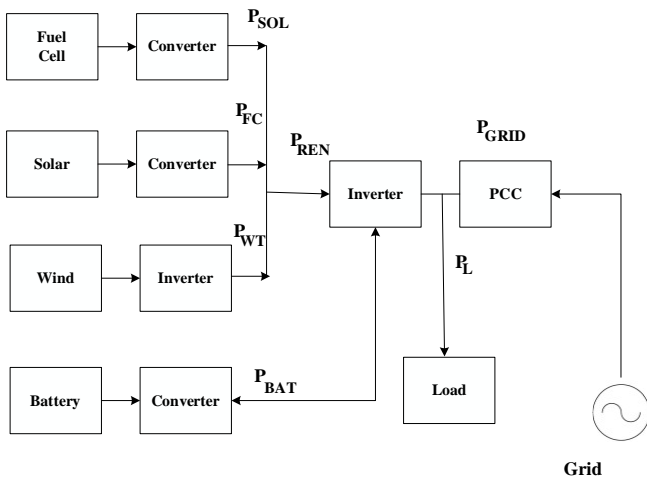 P_SOL
Fuel
Cell
Converter
P_FC
P_GRID
Solar
Converter
P_REN
Inverter
PCC
P_WT
Wind
Inverter
P_L
P_BAT
Battery
Converter
Load
Grid